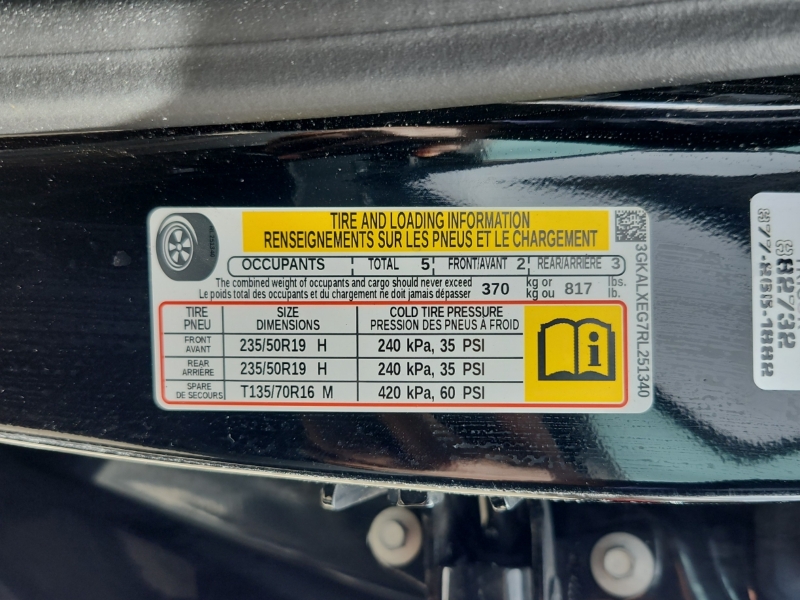 TIRE AND LOADING INFORMATION
RENSEIGNEMENTS SUR LES PNEUS ET LE CHARGEMENT
OCCUPANTS TOTAL 5 FRONT/AVANT 2 REAR/ARRIÈRE 3
The combined weight of occupants and cargo should never exceed 370 kg or 817 lbs.
Le poids total des occupants et du chargement ne doit jamais dépasser kg ou lb.
TIRE SIZE COLD TIRE PRESSURE
PNEU DIMENSIONS PRESSION DES PNEUS À FROID
FRONT
AVANT 235/50R19 H 240 kPa, 35 PSI
REAR
ARRIÈRE 235/50R19 H 240 kPa, 35 PSI
SPARE
DE SECOURS T135/70R16 M 420 kPa, 60 PSI
i
3GKALXEG7RL251340
82732